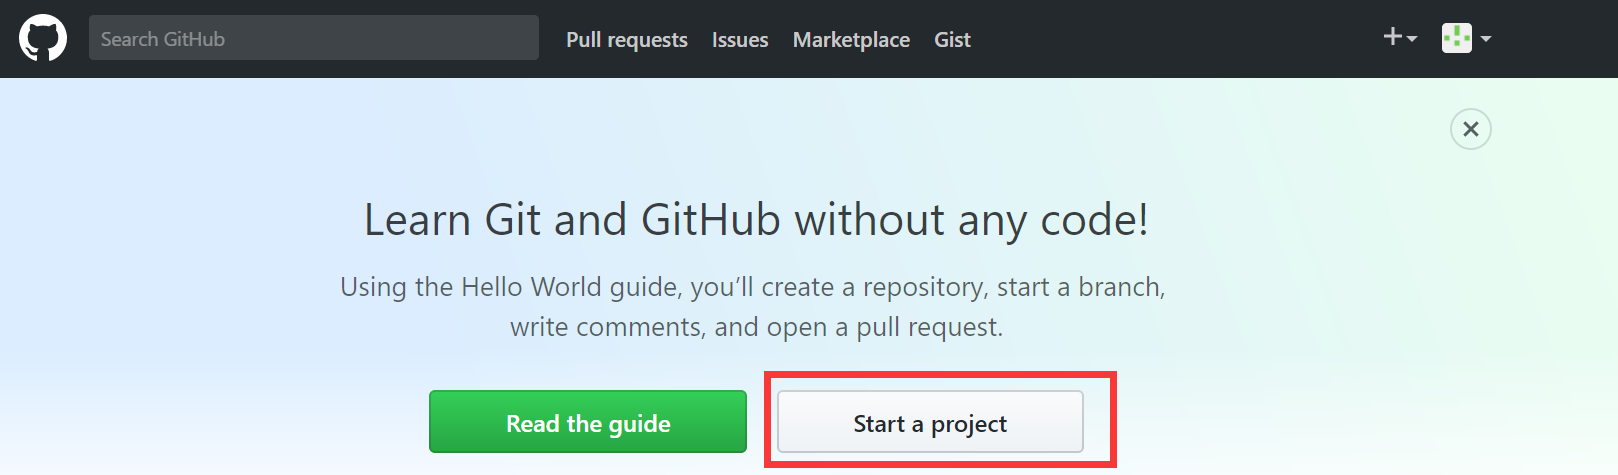 Search GitHub
Pull requests
Issues
Marketplace
Gist
Learn Git and GitHub without any code!
Using the Hello World guide, you’ll create a repository, start a branch,
write comments, and open a pull request.
Read the guide
Start a project